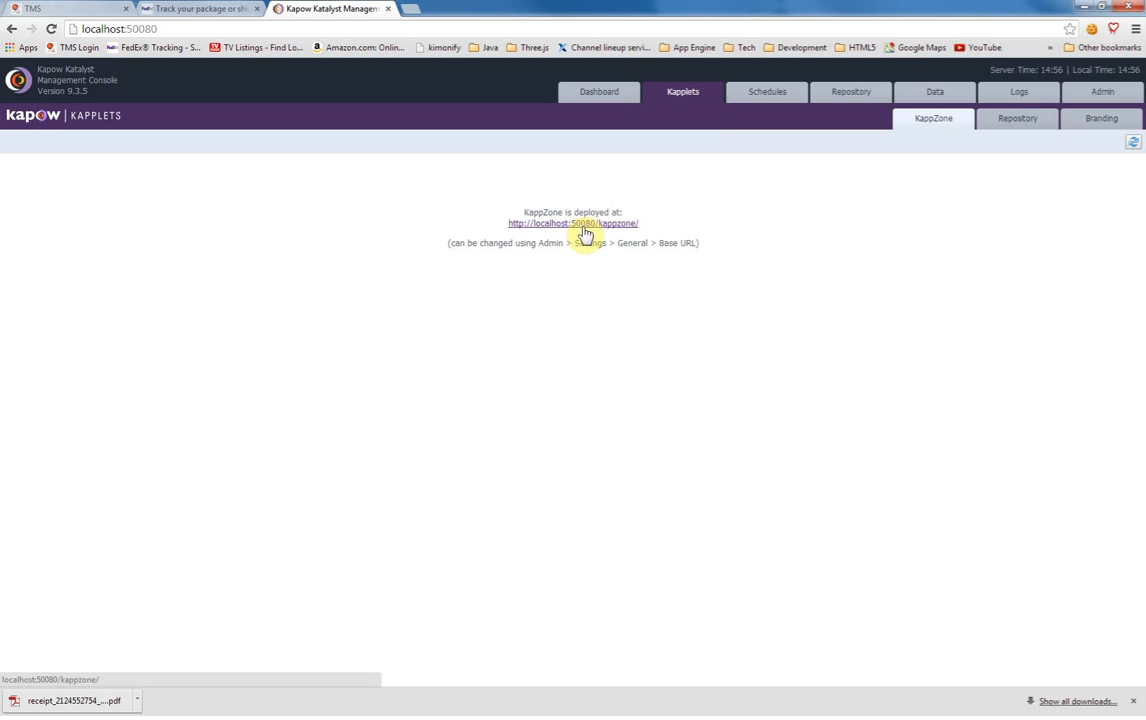 TMS
Track your package or shi
Kapow Katalyst Managem
localhost:50080
Apps
TMS Login
FedEx® Tracking - S...
TV Listings - Find Lo...
Amazon.com: Onlin...
kimonify
Java
Three.js
Channel lineup servi...
App Engine
Tech
Development
HTML5
Google Maps
YouTube
»
Other bookmarks
Kapow Katalyst
Management Console
Version 9.3.5
Server Time: 14:56 | Local Time: 14:56
Dashboard
Kapplets
Schedules
Repository
Data
Logs
Admin
kapow | KAPPLETS
KappZone
Repository
Branding
KappZone is deployed at:
http://localhost:50080/kappzone/
(can be changed using Admin > Settings > General > Base URL)
localhost:50080/kappzone/
receipt_2124552754_....pdf
Show all downloads...